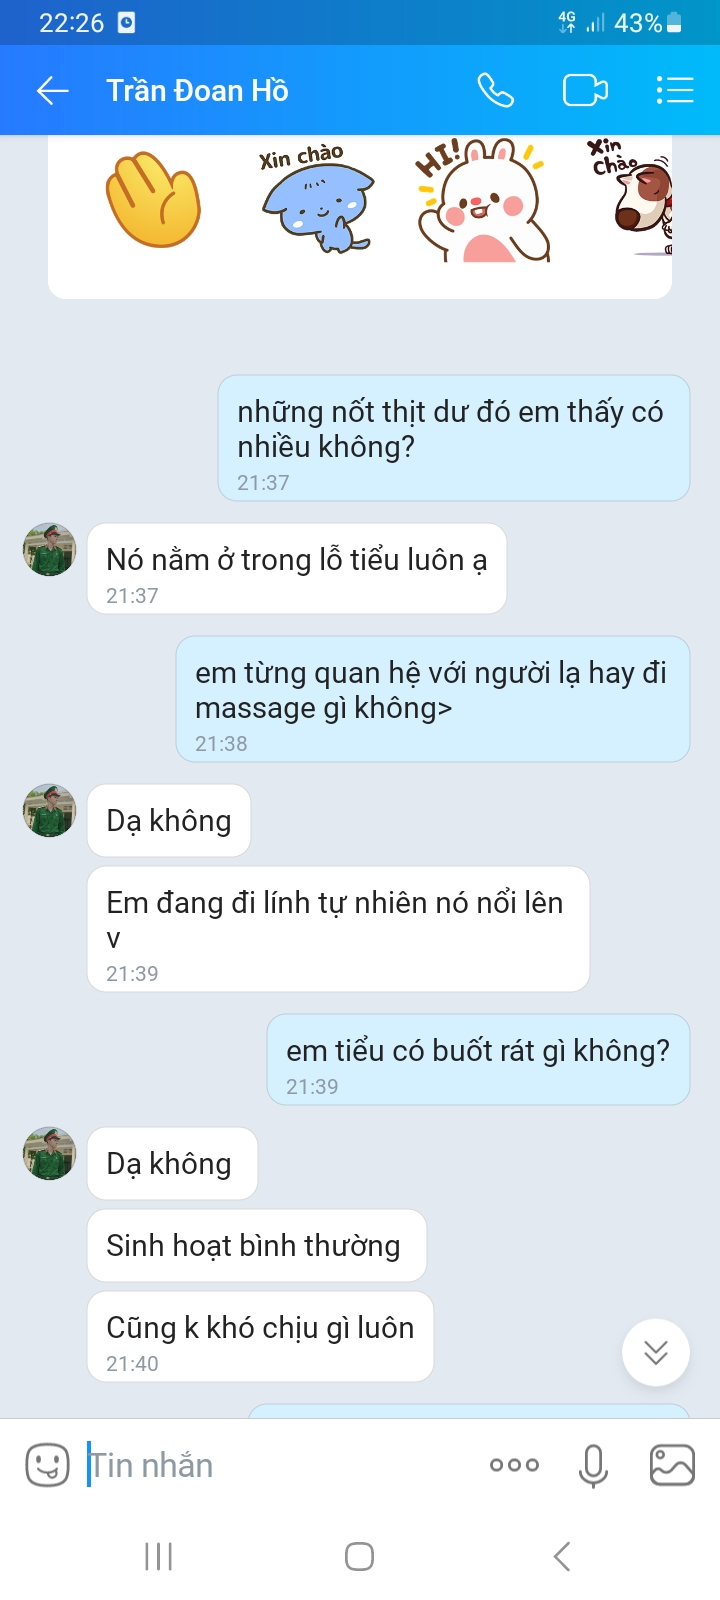 22:26
4G
43%
Trần Đoan Hồ
Xin chào
HI!
Xin
Chào
những nốt thịt dư đó em thấy có
nhiều không?
21:37
Nó nằm ở trong lỗ tiểu luôn ạ
21:37
em từng quan hệ với người lạ hay đi
massage gì không>
21:38
Dạ không
Em đang đi lính tự nhiên nó nổi lên
v
21:39
em tiểu có buốt rát gì không?
21:39
Dạ không
Sinh hoạt bình thường
Cũng k khó chịu gì luôn
21:40
Tin nhắn